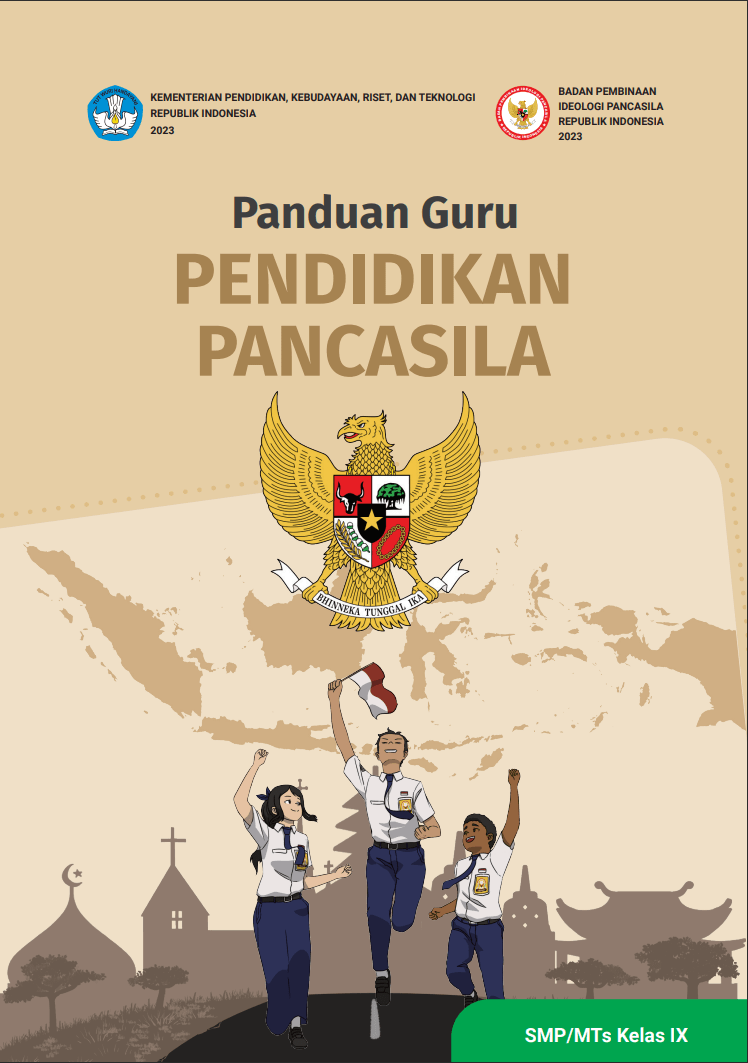 KEMENTERIAN PENDIDIKAN, KEBUDAYAAN, RISET, DAN TEKNOLOGI
REPUBLIK INDONESIA
2023
BADAN PEMBINAAN
IDEOLOGI PANCASILA
REPUBLIK INDONESIA
2023
Panduan Guru
PENDIDIKAN
PANCASILA
BHINNEKA TUNGGAL IKA
SMP/MTs Kelas IX